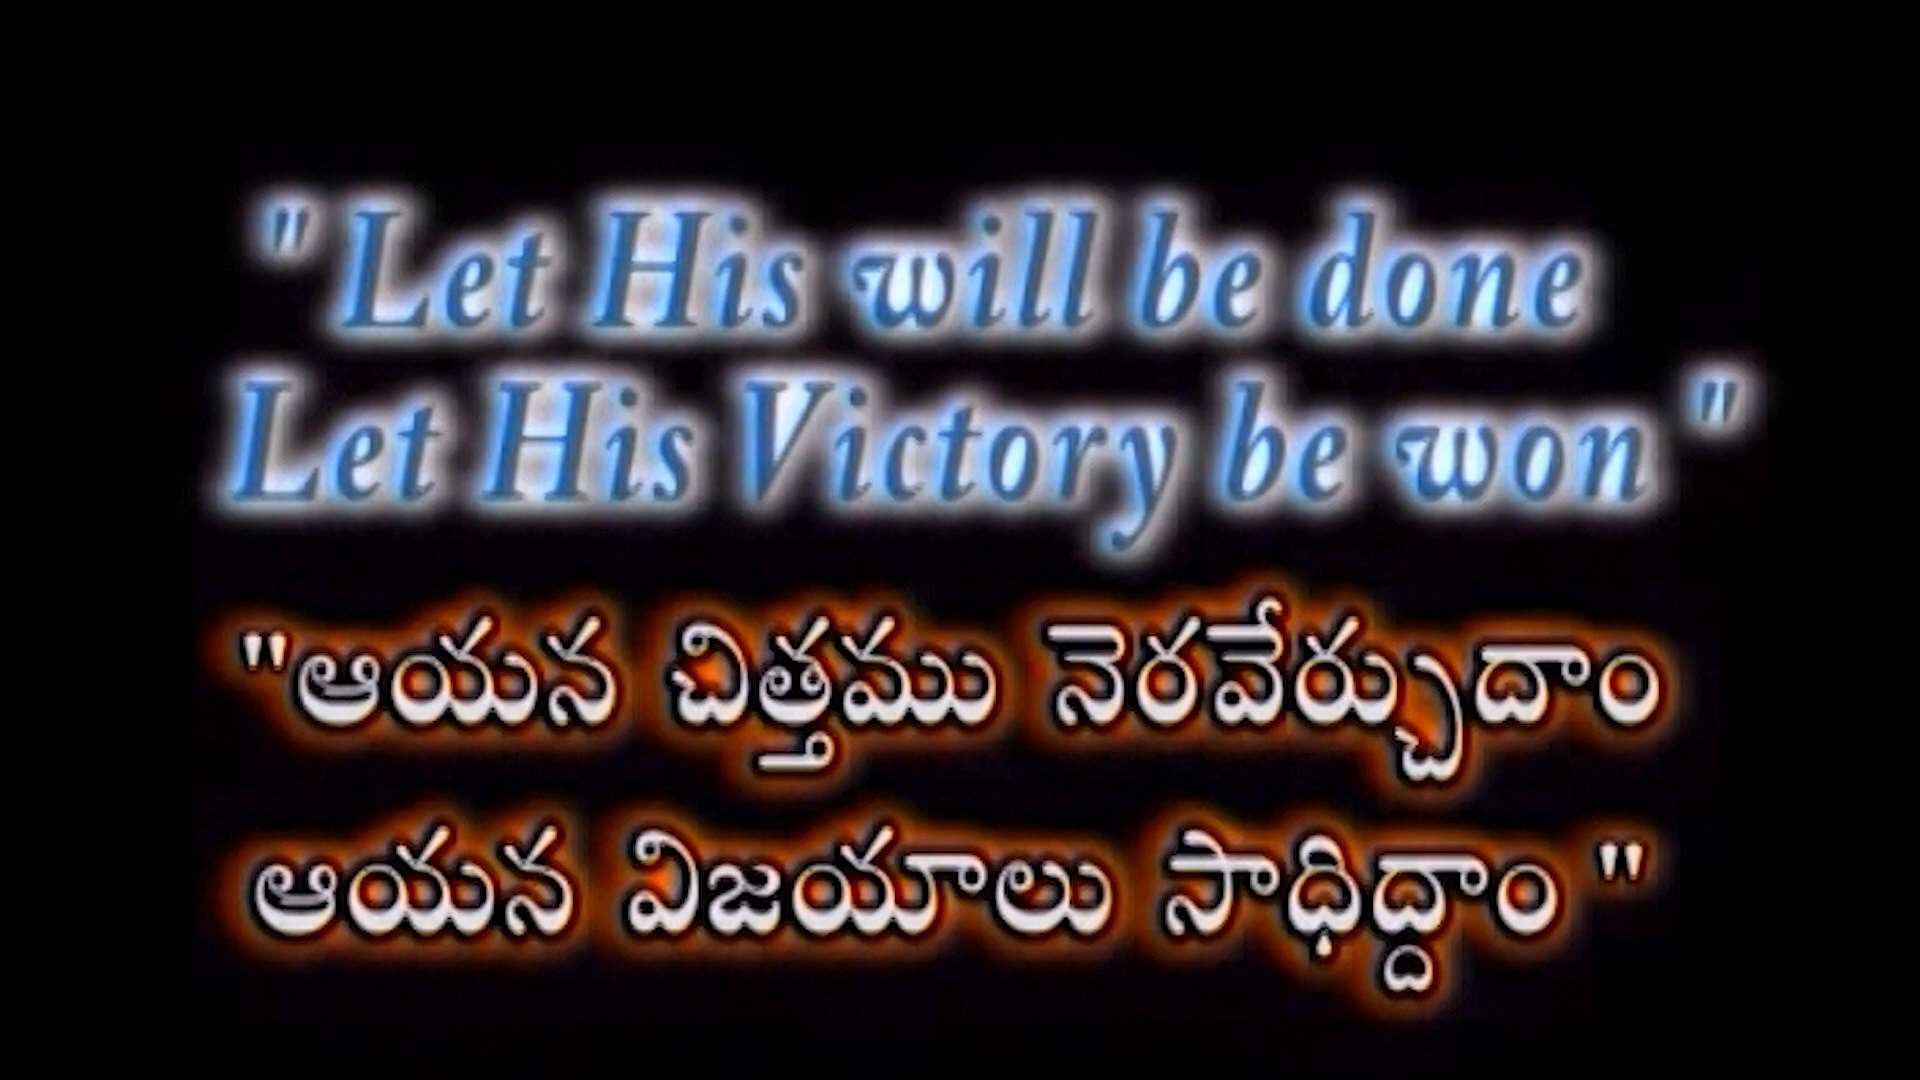 " Let His will be done
Let His Victory be won "
"ఆయన చిత్తము నెరవేర్చుదాం
ఆయన విజయాలు సాధిద్దాం "